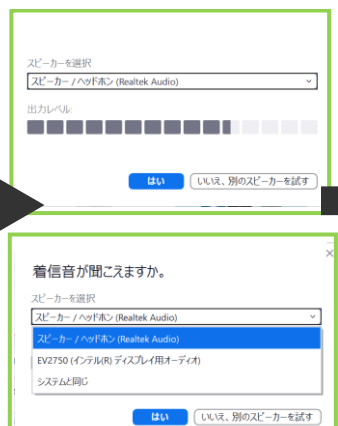 スピーカーを選択
スピーカー / ヘッドホン (Realtek Audio)
出力レベル:
はい
いいえ、別のスピーカーを試す
着信音が聞こえますか。
スピーカーを選択
スピーカー / ヘッドホン (Realtek Audio)
スピーカー / ヘッドホン (Realtek Audio)
EV2750 (インテル(R) ディスプレイ用オーディオ)
システムと同じ
はい
いいえ、別のスピーカーを試す